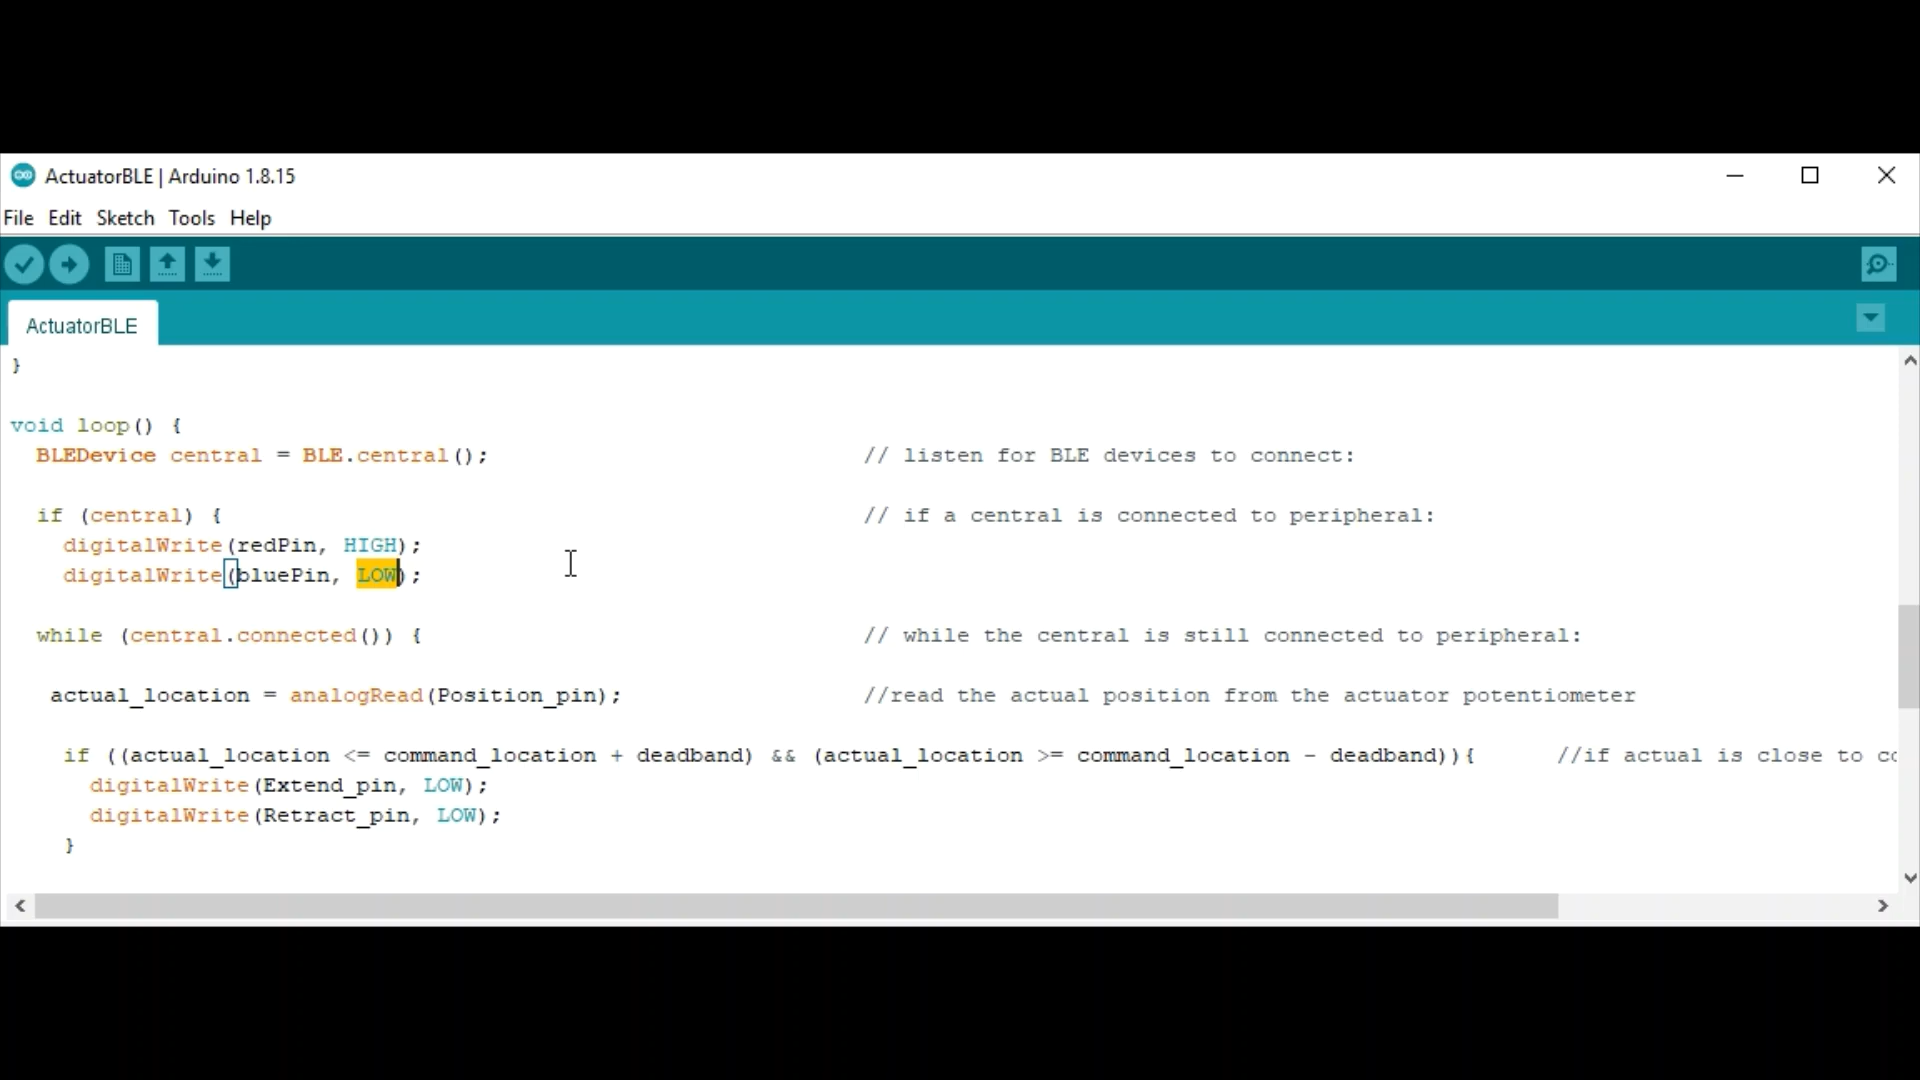 ActuatorBLE | Arduino 1.8.15
File Edit Sketch Tools Help
ActuatorBLE
}
void loop() {
BLEDevice central = BLE.central(); // listen for BLE devices to connect:
if (central) { // if a central is connected to peripheral:
digitalWrite(redPin, HIGH);
digitalWrite(bluePin, LOW);
while (central.connected()) { // while the central is still connected to peripheral:
actual_location = analogRead(Position_pin); //read the actual position from the actuator potentiometer
if ((actual_location <= command_location + deadband) && (actual_location >= command_location - deadband)){ //if actual is close to
digitalWrite(Extend_pin, LOW);
digitalWrite(Retract_pin, LOW);
}